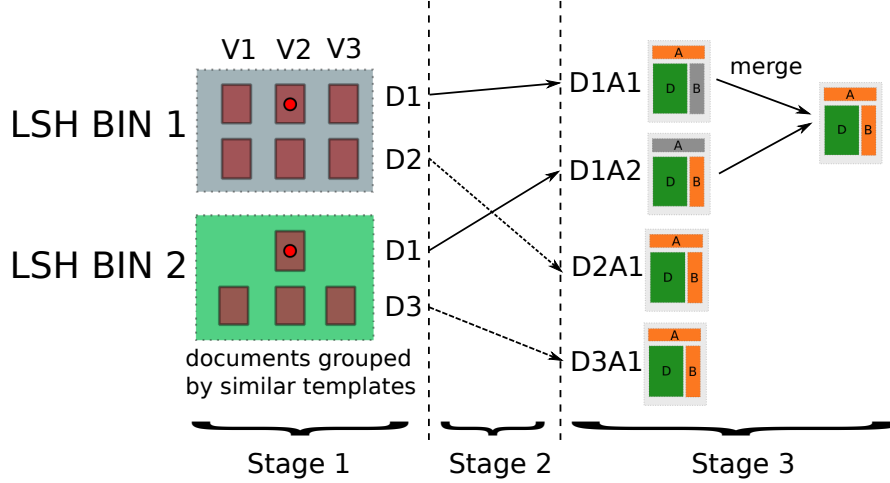 V1 V2 V3
LSH BIN 1
D1
D2
LSH BIN 2
D1
D3
documents grouped
by similar templates
D1A1
A
D B
merge
A
D B
D1A2
A
D B
D2A1
A
D B
D3A1
A
D B
Stage 1
Stage 2
Stage 3